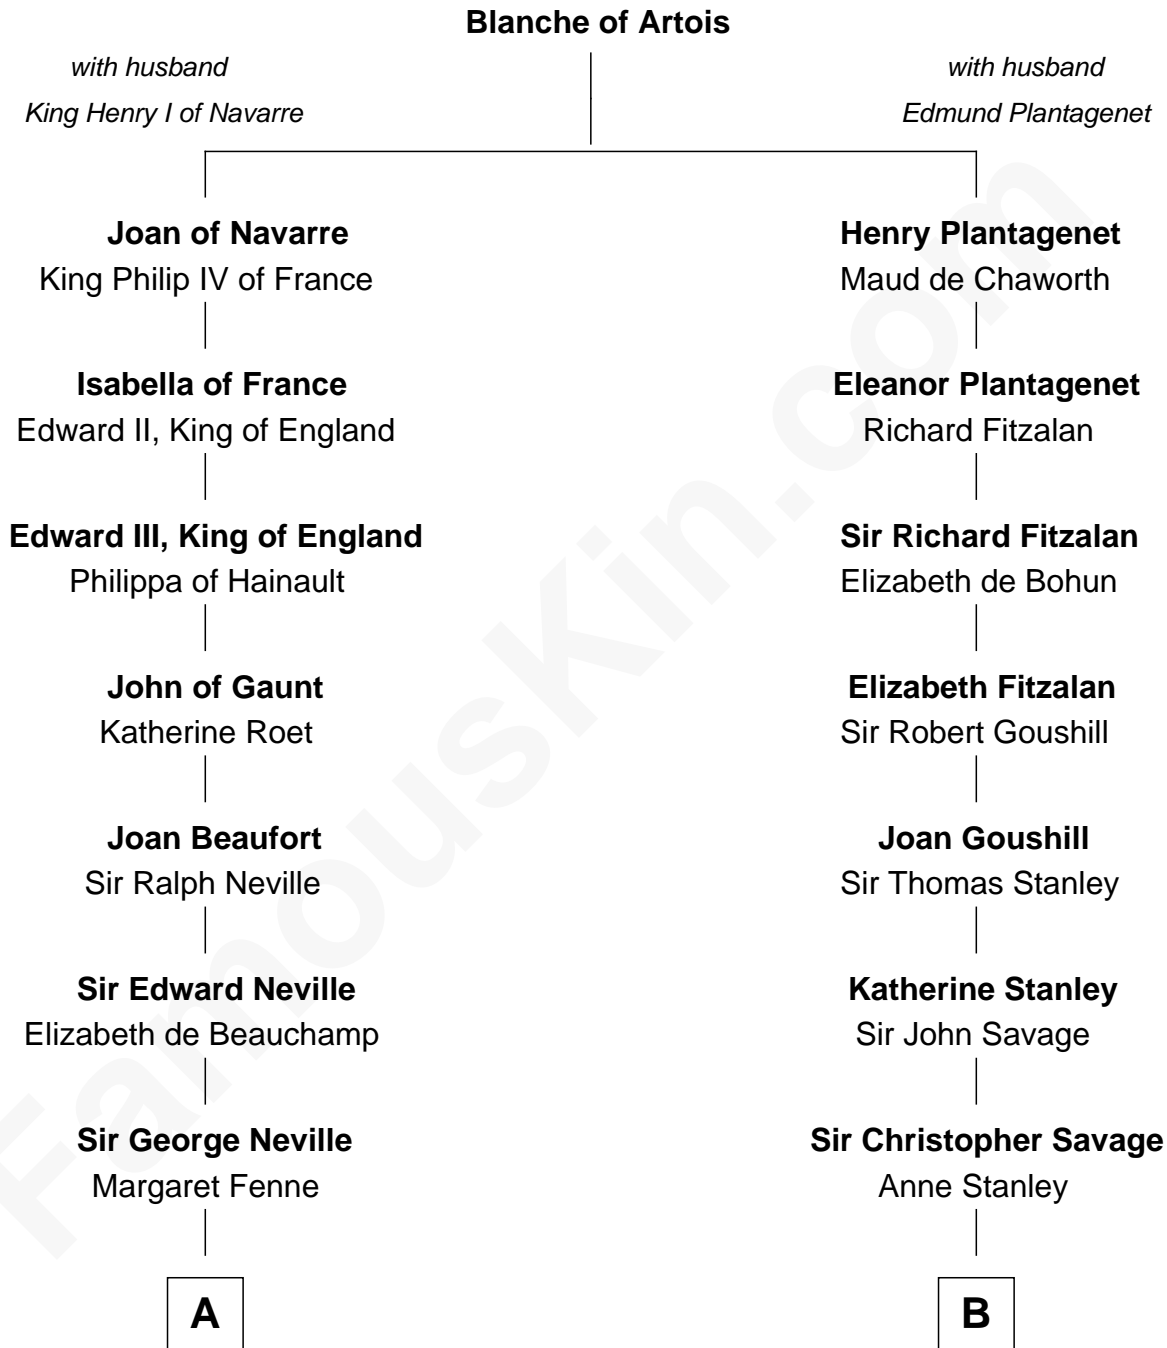 Blanche of Artois
with husband
King Henry I of Navarre
with husband
Edmund Plantagenet
Joan of Navarre
King Philip IV of France
Henry Plantagenet
Maud de Chaworth
Isabella of France
Edward II, King of England
Eleanor Plantagenet
Richard Fitzalan
Edward III, King of England
Philippa of Hainault
Sir Richard Fitzalan
Elizabeth de Bohun
John of Gaunt
Katherine Roet
Elizabeth Fitzalan
Sir Robert Goushill
Joan Beaufort
Sir Ralph Neville
Joan Goushill
Sir Thomas Stanley
Sir Edward Neville
Elizabeth de Beauchamp
Katherine Stanley
Sir John Savage
Sir George Neville
Margaret Fenne
Sir Christopher Savage
Anne Stanley
A
B
FamousKin.com